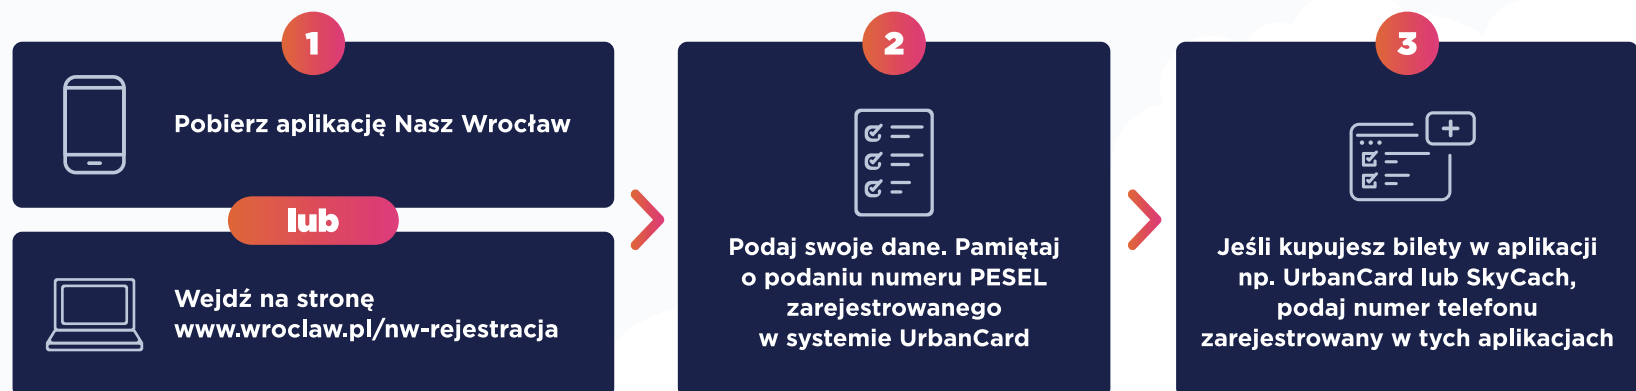 1
Pobierz aplikację Nasz Wrocław
lub
Wejdź na stronę
www.wroclaw.pl/nw-rejestracja
2
Podaj swoje dane. Pamiętaj
o podaniu numeru PESEL
zarejestrowanego
w systemie UrbanCard
3
Jeśli kupujesz bilety w aplikacji
np. UrbanCard lub SkyCach,
podaj numer telefonu
zarejestrowany w tych aplikacjach